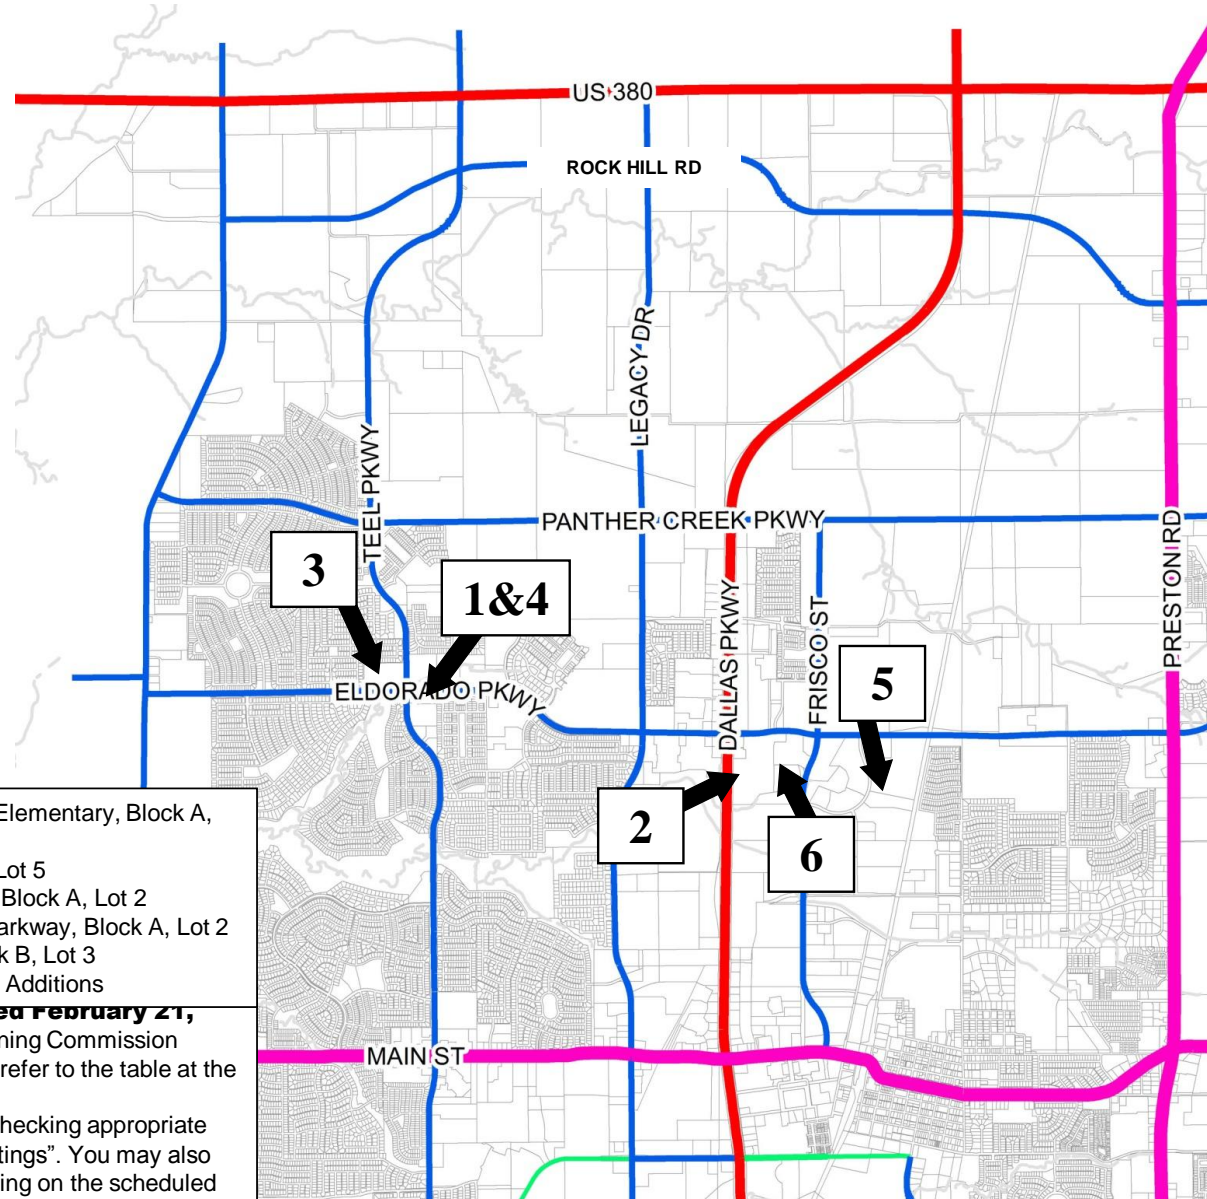 US 380
ROCK HILL RD
LEGACY DR
TEEL PKWY
PANTHER CREEK PKWY
PRESTON RD
3
1&4
DALLAS PKWY
FRISCO ST
5
ELDORADO PKWY
2
6
Elementary, Block A,
Lot 5
Block A, Lot 2
arkway, Block A, Lot 2
k B, Lot 3
Additions
ed February 21,
ning Commission
refer to the table at the
MAIN ST
hecking appropriate
tings”. You may also
ing on the scheduled